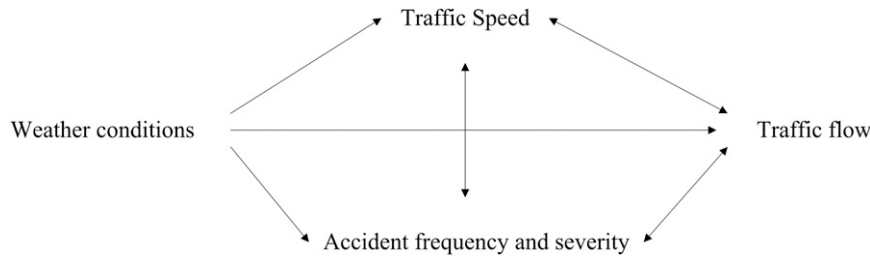 Traffic Speed
Weather conditions
Traffic flow
Accident frequency and severity